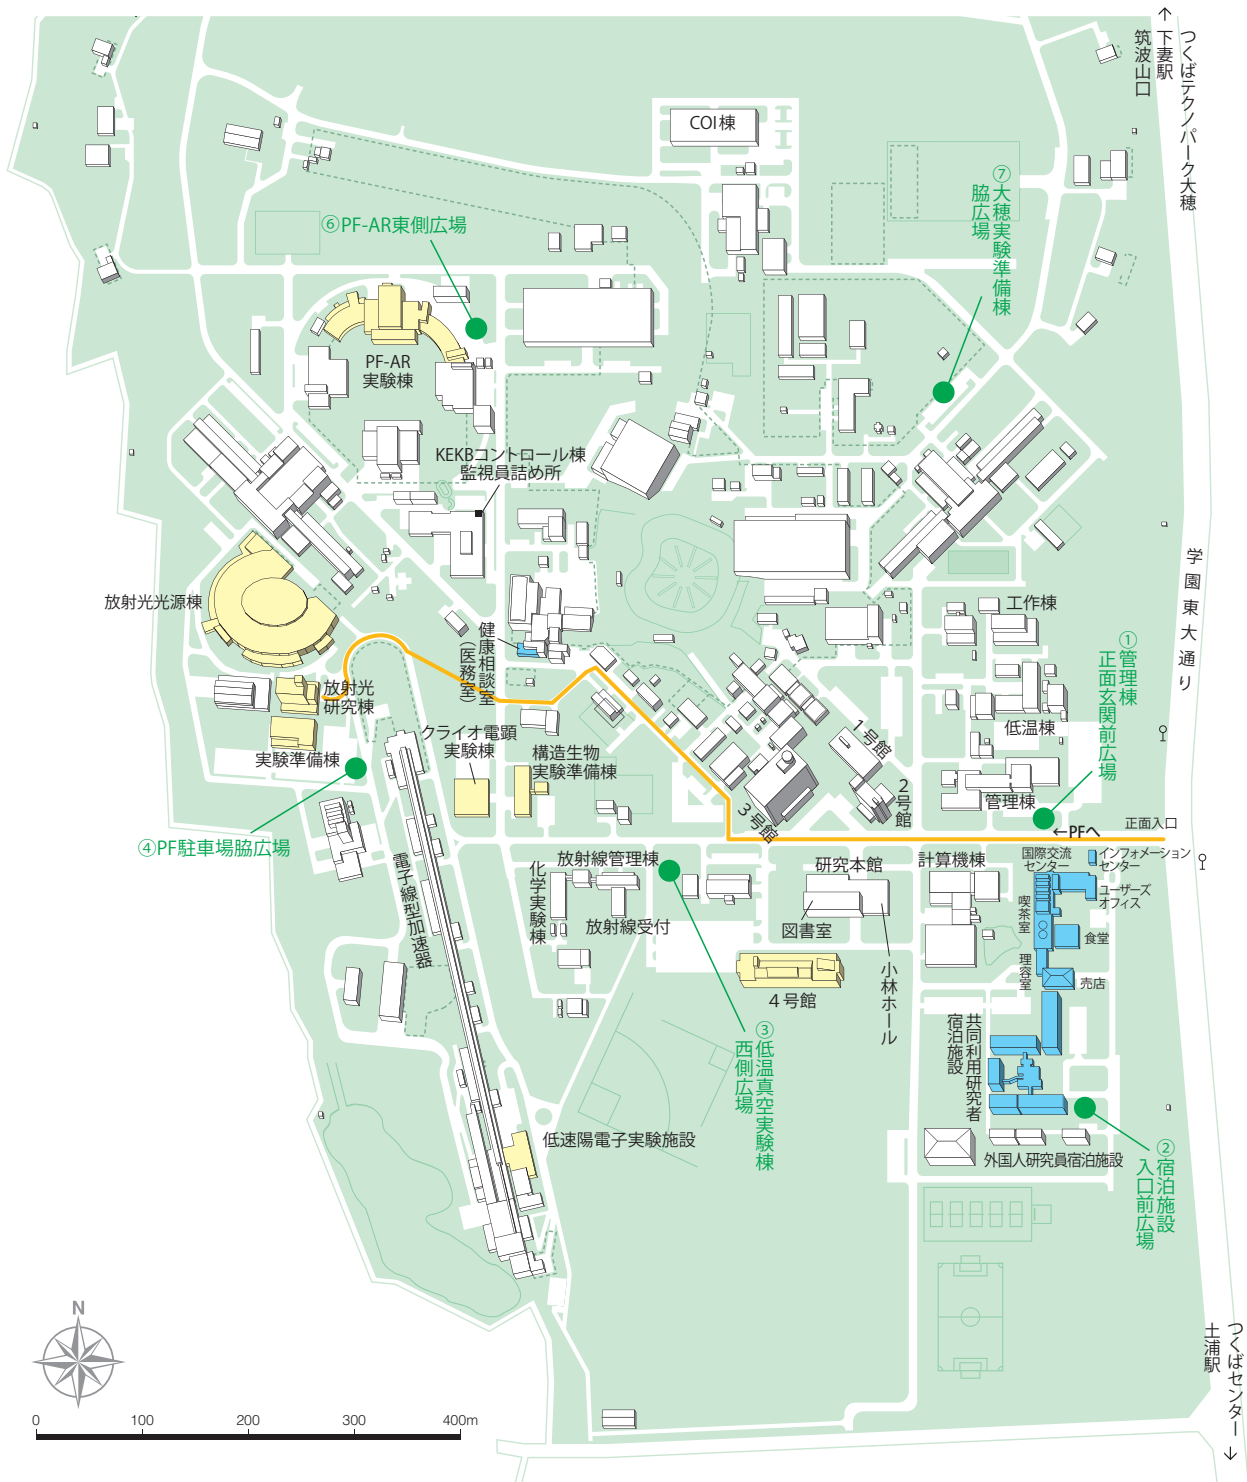 ↑
下妻駅
筑波山口
つくばテクノパーク大穂
COI棟
⑦大穂実験準備棟
脇広場
⑥PF-AR東側広場
PF-AR
実験棟
KEKBコントロール棟
監視員詰め所
学園東大通り
放射光光源棟
工作棟
①管理棟
正面玄関前広場
健康相談室
(医務室)
放射光
研究棟
低温棟
1号館
クライオ電顕
実験棟
構造生物
実験準備棟
実験準備棟
2号館
管理棟
3号館
←PFへ
正面入口
④PF駐車場脇広場
国際交流
センター
インフォメーション
センター
放射線管理棟
研究本館
計算機棟
化学実験棟
ユーザーズ
オフィス
電子線型加速器
喫茶室
放射線受付
図書室
食堂
理容室
売店
小林ホール
4号館
共同利用研究者
宿泊施設
③低温真空実験棟
西側広場
低速陽電子実験施設
外国人研究員宿泊施設
②宿泊施設
入口前広場
N
つくばセンター
土浦駅
↓
0 100 200 300 400m